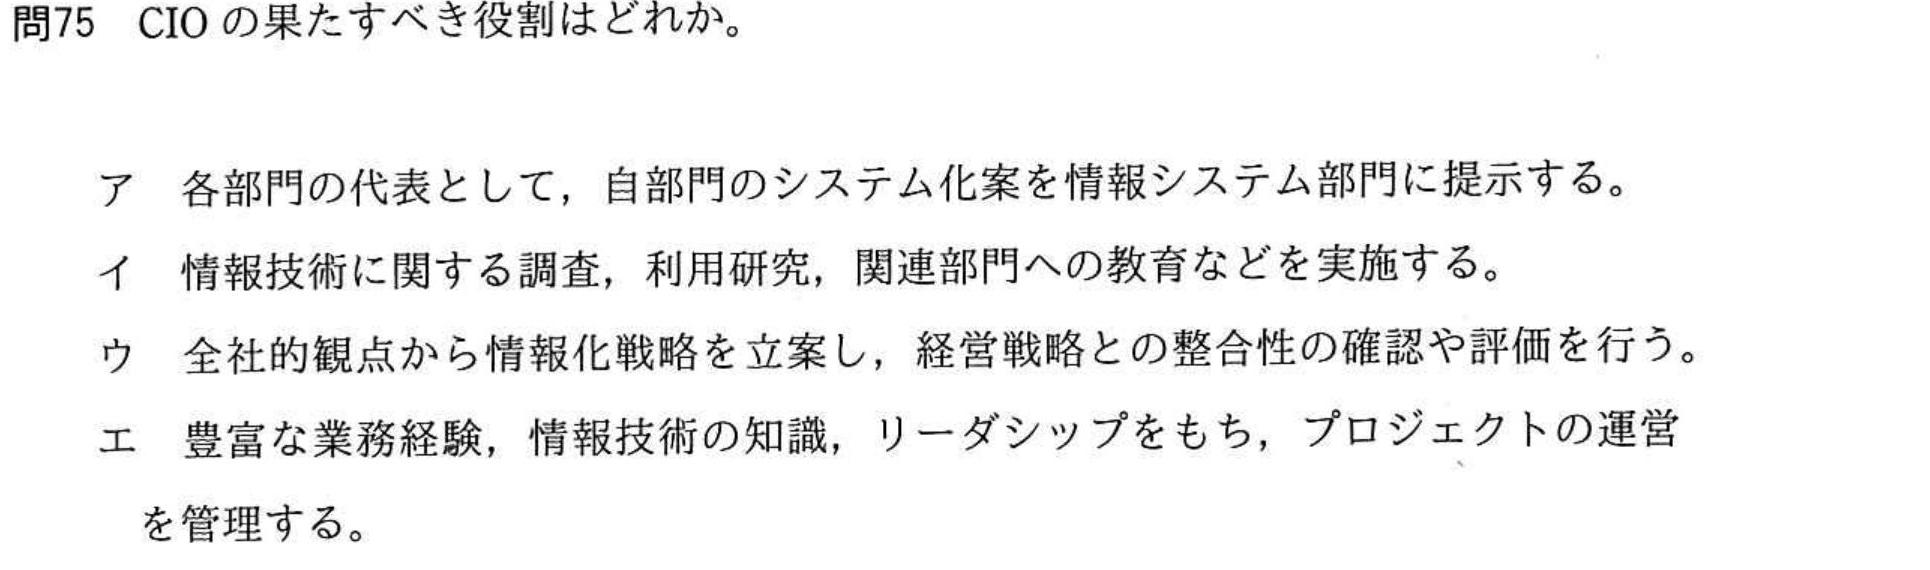 問75 CIO の果たすべき役割はどれか。
ア 各部門の代表として，自部門のシステム化案を情報システム部門に提示する。
イ 情報技術に関する調査，利用研究，関連部門への教育などを実施する。
ウ 全社的観点から情報化戦略を立案し，経営戦略との整合性の確認や評価を行う。
エ 豊富な業務経験，情報技術の知識，リーダシップをもち，プロジェクトの運営
を管理する。